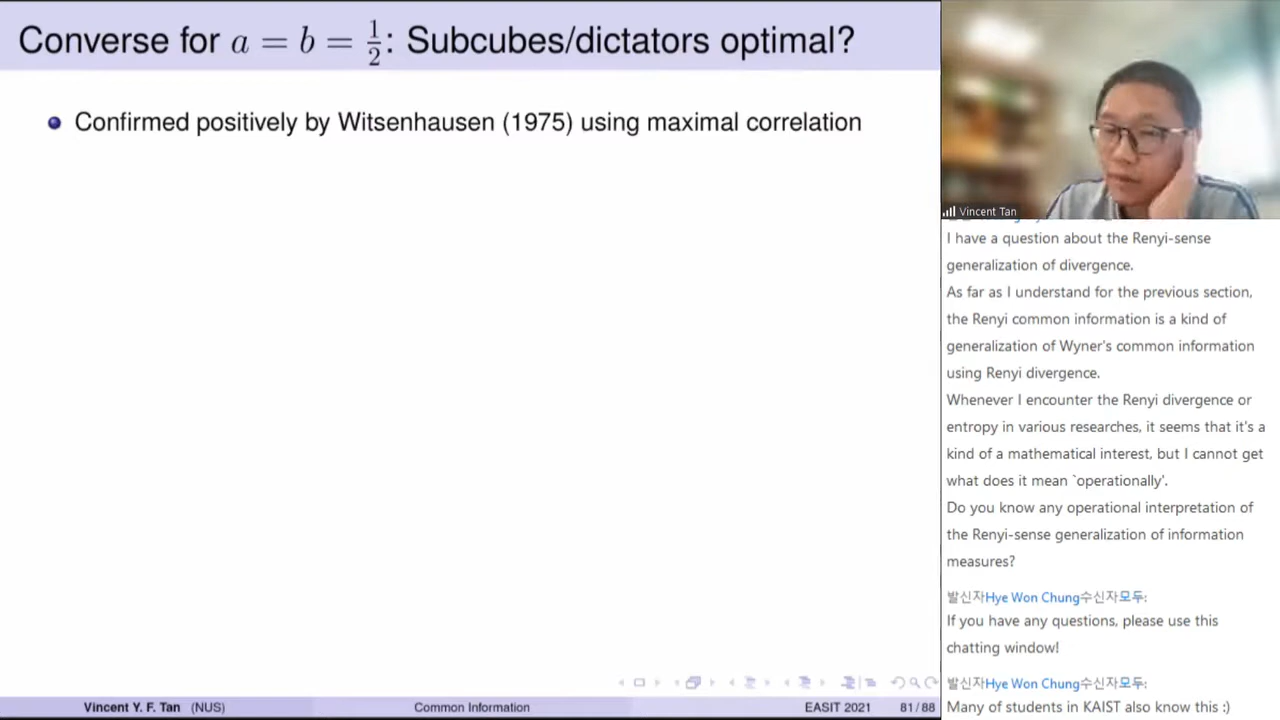 Converse for a = b = 1/2: Subcubes/dictators optimal?
Confirmed positively by Witsenhausen (1975) using maximal correlation
Vincent Y. F. Tan (NUS)
Common Information
EASIT 2021
81 / 88
Vincent Tan
I have a question about the Renyi-sense
generalization of divergence.
As far as I understand for the previous section,
the Renyi common information is a kind of
generalization of Wyner's common information
using Renyi divergence.
Whenever I encounter the Renyi divergence or
entropy in various researches, it seems that it's a
kind of a mathematical interest, but I cannot get
what does it mean `operationally'.
Do you know any operational interpretation of
the Renyi-sense generalization of information
measures?
발신자Hye Won Chung수신자모두:
If you have any questions, please use this
chatting window!
발신자Hye Won Chung수신자모두:
Many of students in KAIST also know this :)